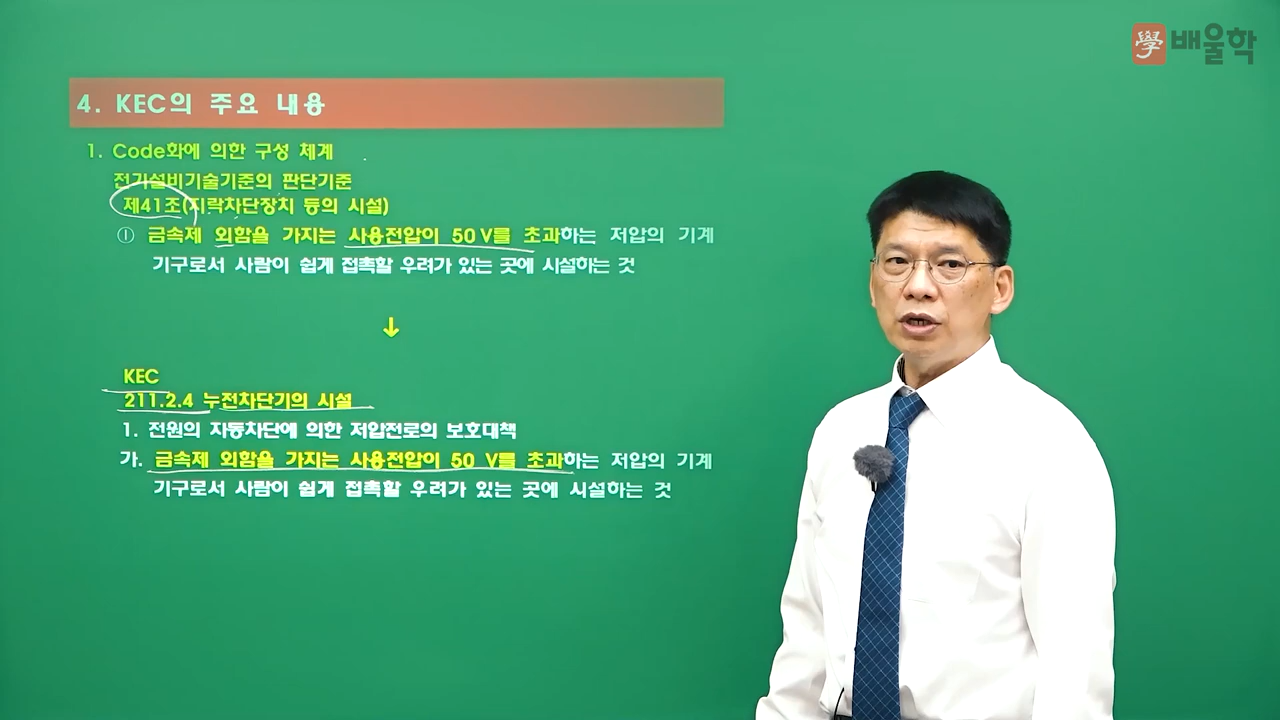 學 배울학
4. KEC의 주요 내용
1. Code화에 의한 구성 체계
전기설비기술기준의 판단기준
제41조(지락차단장치 등의 시설)
① 금속제 외함을 가지는 사용전압이 50 V를 초과하는 저압의 기계
기구로서 사람이 쉽게 접촉할 우려가 있는 곳에 시설하는 것
↓
KEC
211.2.4 누전차단기의 시설
1. 전원의 자동차단에 의한 저압전로의 보호대책
가. 금속제 외함을 가지는 사용전압이 50 V를 초과하는 저압의 기계
기구로서 사람이 쉽게 접촉할 우려가 있는 곳에 시설하는 것